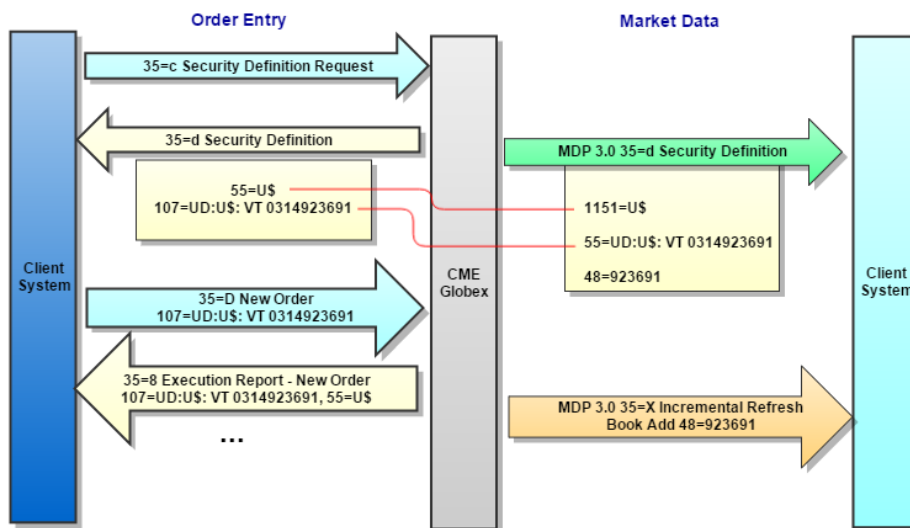 Order Entry
Market Data
35=c Security Definition Request
35=d Security Definition
MDP 3.0 35=d Security Definition
55=U$
107=UD:U$: VT 0314923691
1151=U$
55=UD:U$: VT 0314923691
48=923691
Client
System
CME
Globex
Client
System
35=D New Order
107=UD:U$: VT 0314923691
35=8 Execution Report - New Order
107=UD:U$: VT 0314923691, 55=U$
...
MDP 3.0 35=X Incremental Refresh
Book Add 48=923691